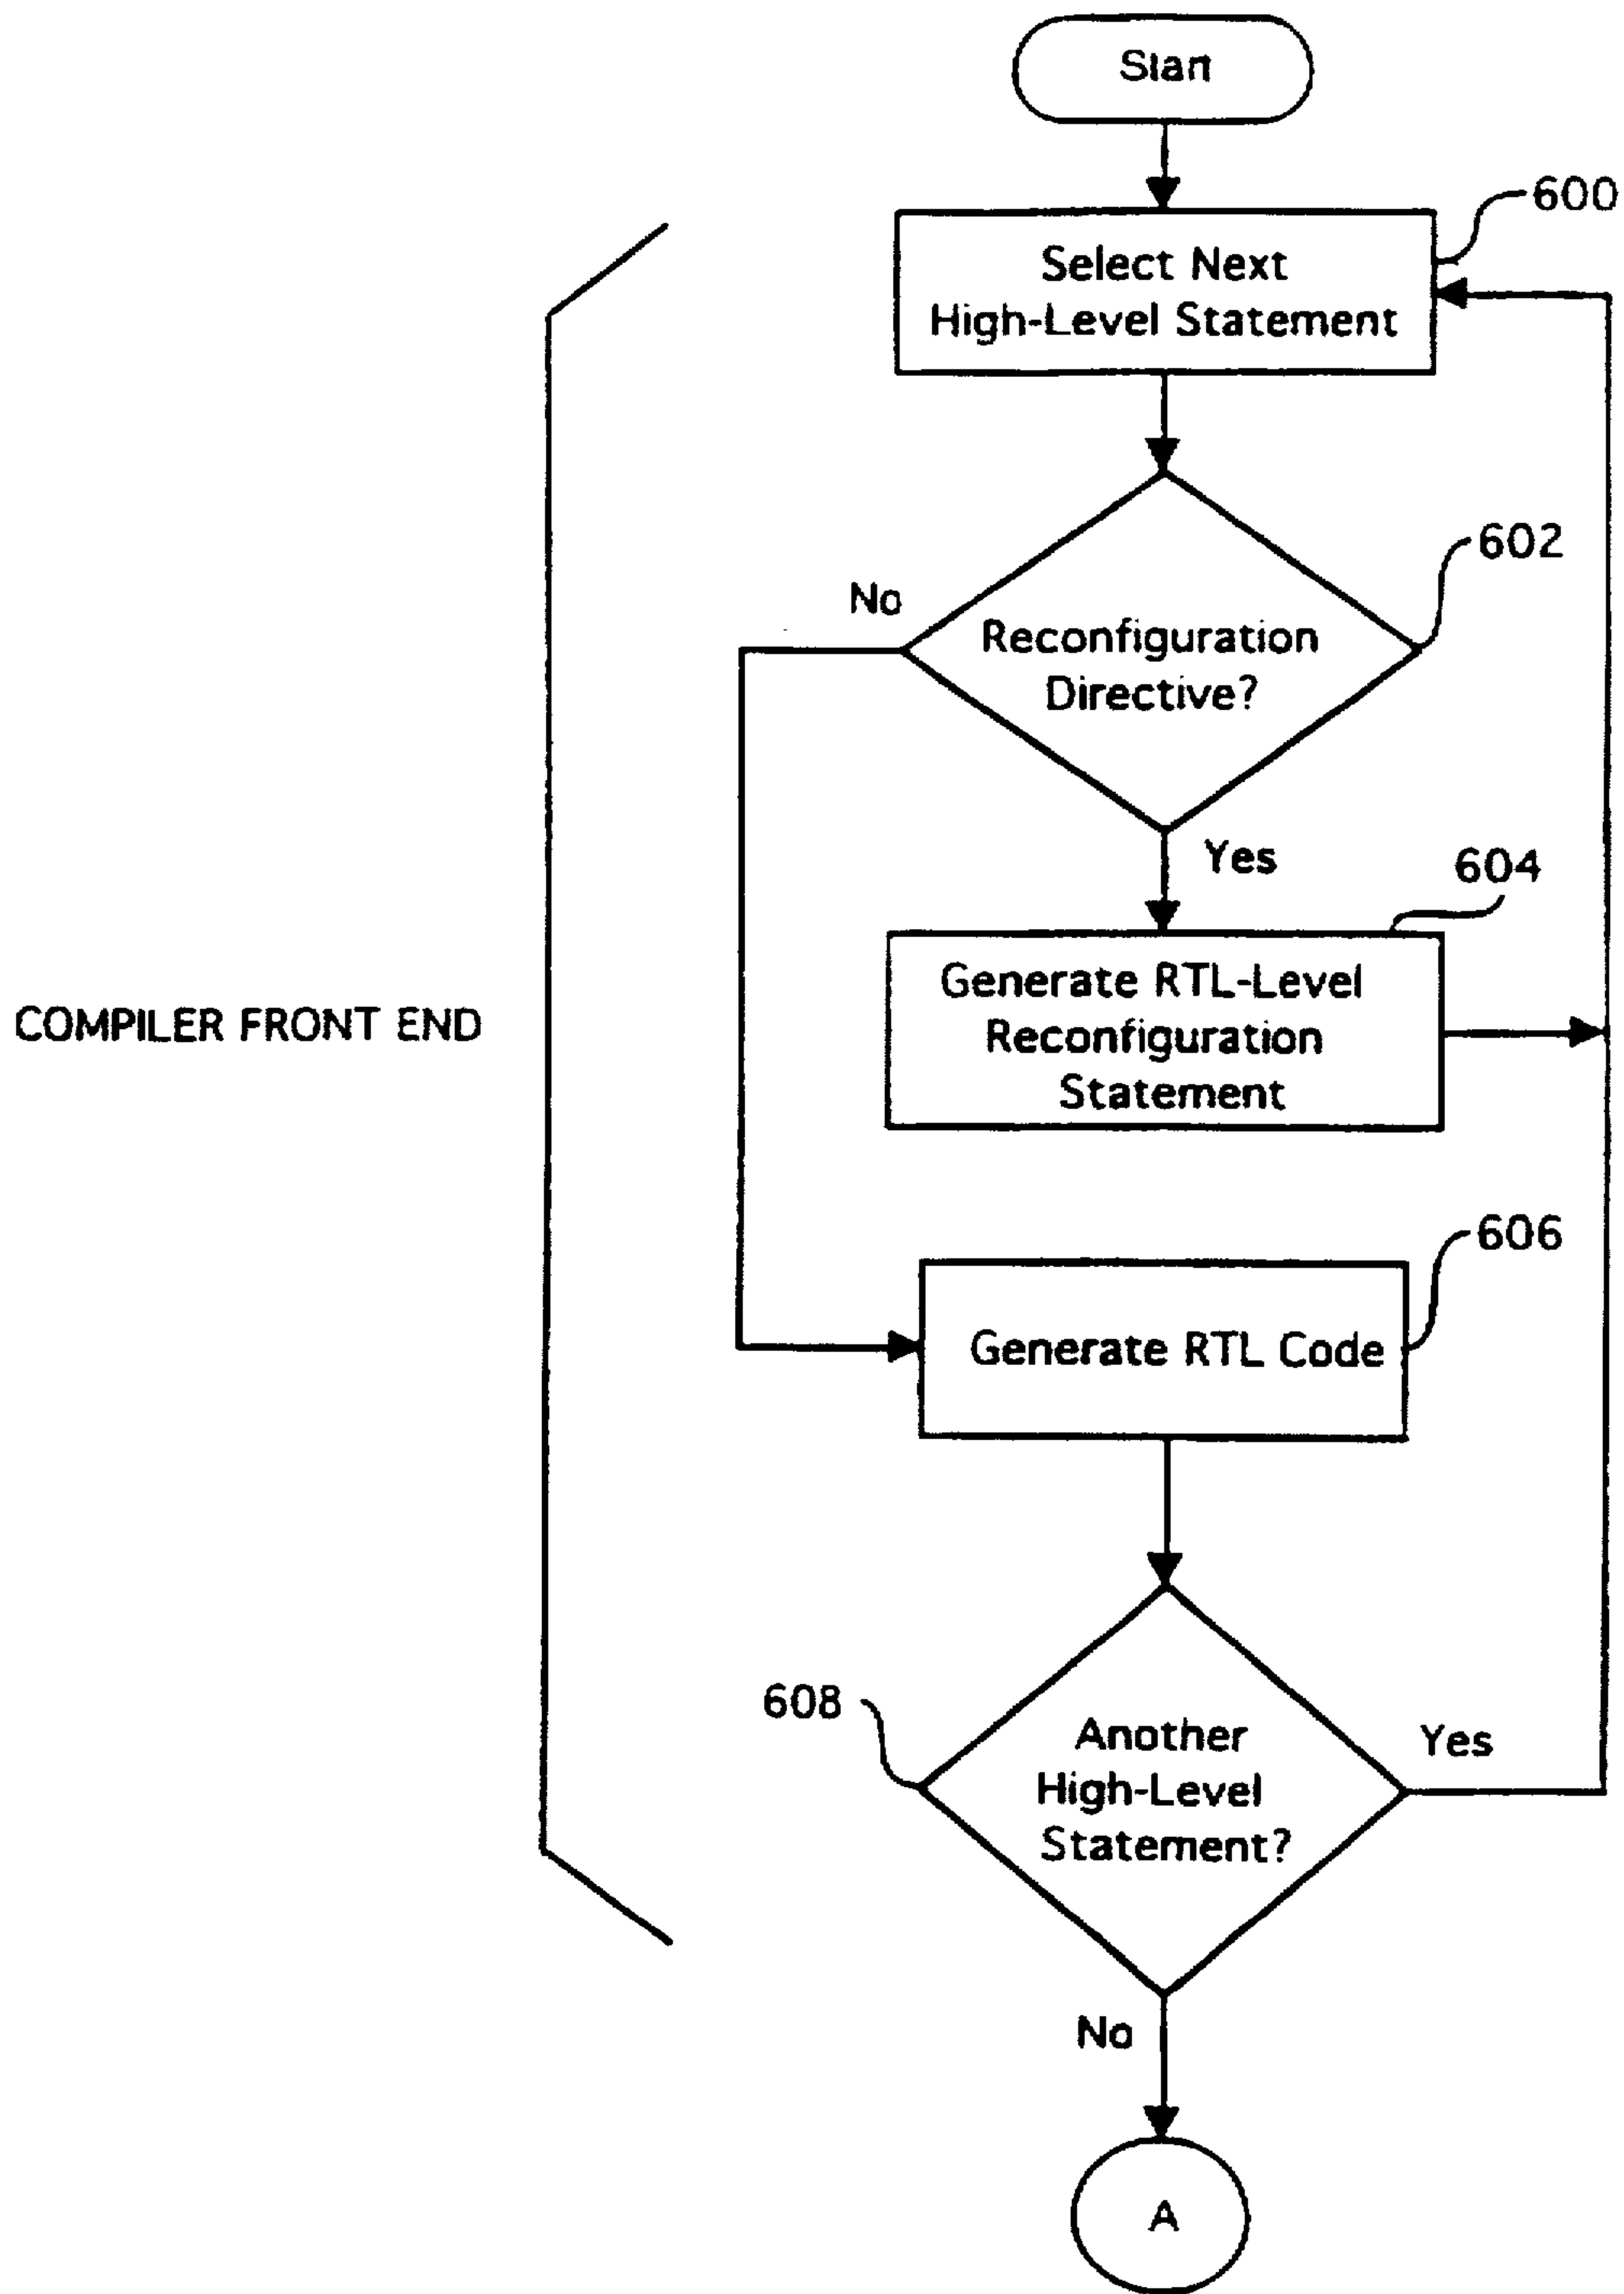 Start
600
Select Next
High-Level Statement
602
No
Reconfiguration
Directive?
Yes
604
Generate RTL-Level
Reconfiguration
Statement
COMPILER FRONT END
606
Generate RTL Code
608
Another
High-Level
Statement?
Yes
No
A